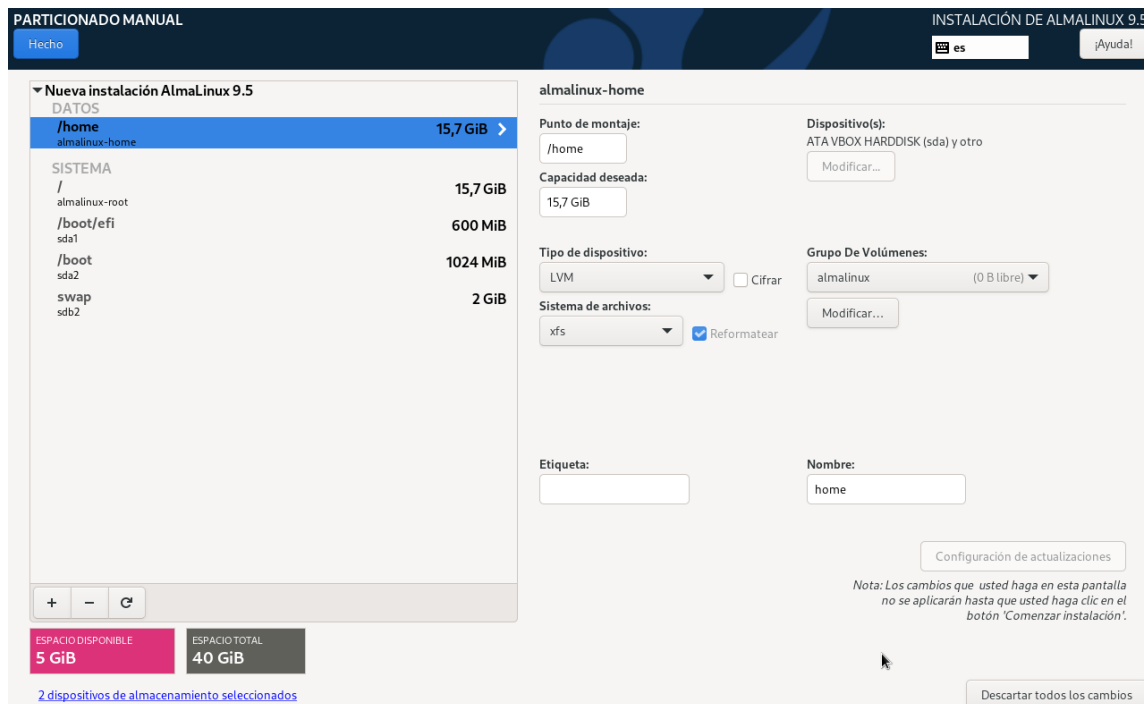 PARTICIONADO MANUAL
INSTALACIÓN DE ALMALINUX 9.5
Hecho
es
¡Ayuda!
Nueva instalación AlmaLinux 9.5
DATOS
/home
15,7 GiB
almalinux-home
SISTEMA
/
15,7 GiB
almalinux-root
/boot/efi
600 MiB
sda1
/boot
1024 MiB
sda2
swap
2 GiB
sdb2
+ −
ESPACIO DISPONIBLE
5 GiB
ESPACIO TOTAL
40 GiB
2 dispositivos de almacenamiento seleccionados
almalinux-home
Punto de montaje:
/home
Capacidad deseada:
15,7 GiB
Dispositivo(s):
ATA VBOX HARDDISK (sda) y otro
Modificar...
Tipo de dispositivo:
LVM
Cifrar
Sistema de archivos:
xfs
Reformatear
Grupo De Volúmenes:
almalinux (0 B libre)
Modificar...
Etiqueta:
Nombre:
home
Configuración de actualizaciones
Nota: Los cambios que usted haga en esta pantalla
no se aplicarán hasta que usted haga clic en el
botón 'Comenzar instalación'.
Descartar todos los cambios